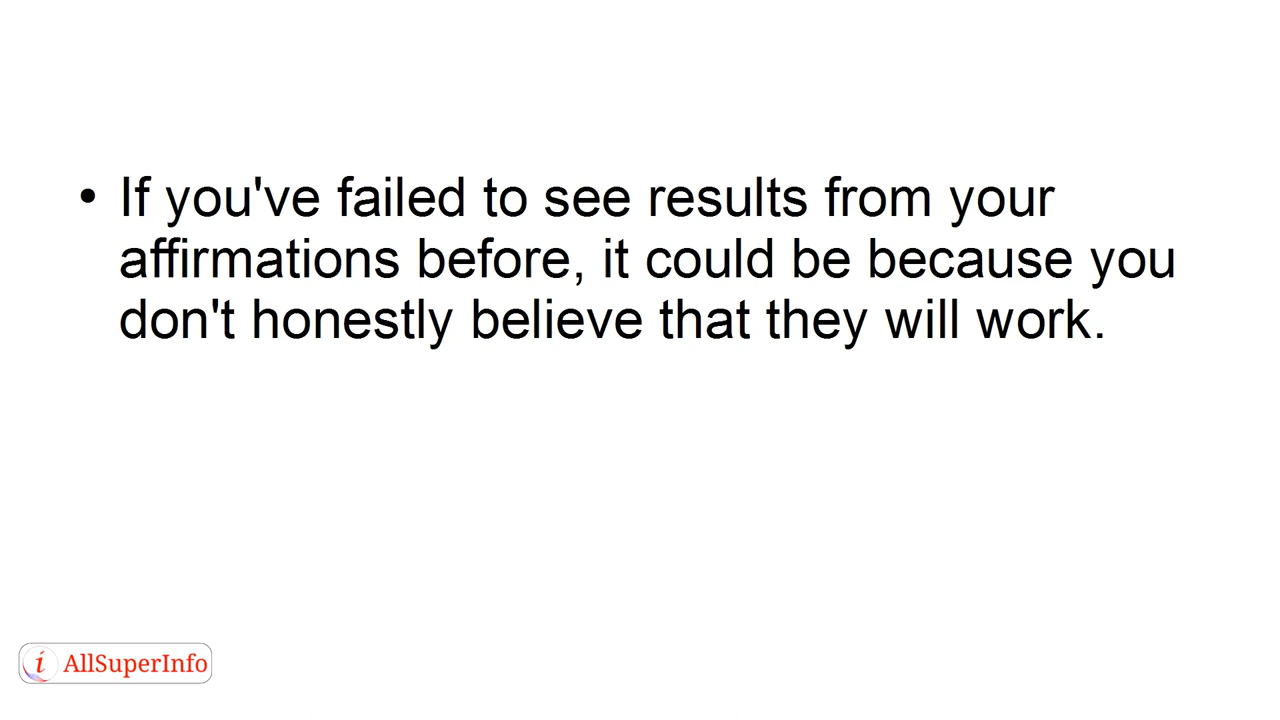 • If you've failed to see results from your
affirmations before, it could be because you
don't honestly believe that they will work.
i AllSuperInfo